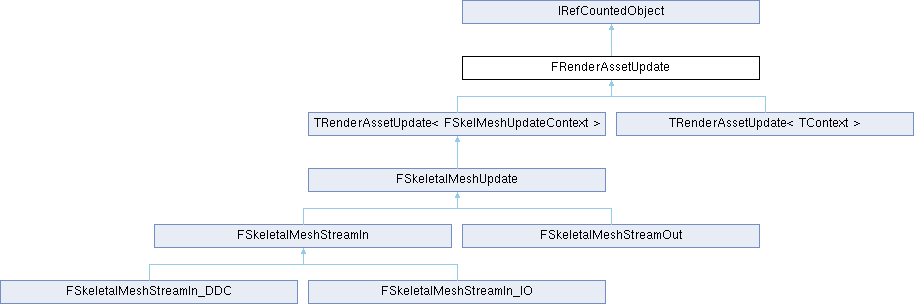 IRefCountedObject
FRenderAssetUpdate
TRenderAssetUpdate< FSkelMeshUpdateContext >
TRenderAssetUpdate< TContext >
FSkeletalMeshUpdate
FSkeletalMeshStreamIn
FSkeletalMeshStreamOut
FSkeletalMeshStreamIn_DDC
FSkeletalMeshStreamIn_IO